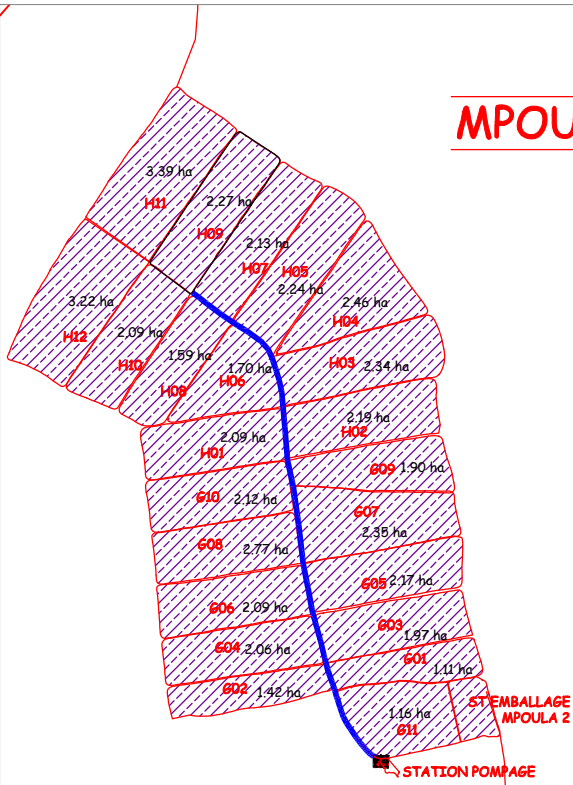 MPOU
3.39 ha
H11
2.27 ha
H09
2.13 ha
H07
H05
2.24 ha
2.46 ha
H04
3.22 ha
H12
2.09 ha
H10
1.59 ha
H08
1.70 ha
H06
H03
2.34 ha
2.19 ha
H02
2.09 ha
H01
G09 1.90 ha
G10
2.12 ha
G07
2.35 ha
G08
2.77 ha
G05 2.17 ha
G06 2.09 ha
G03
1.97 ha
G04 2.06 ha
G01
1.11 ha
G02
1.42 ha
1.16 ha
G11
ST EMBALLAGE
MPOULA 2
STATION POMPAGE